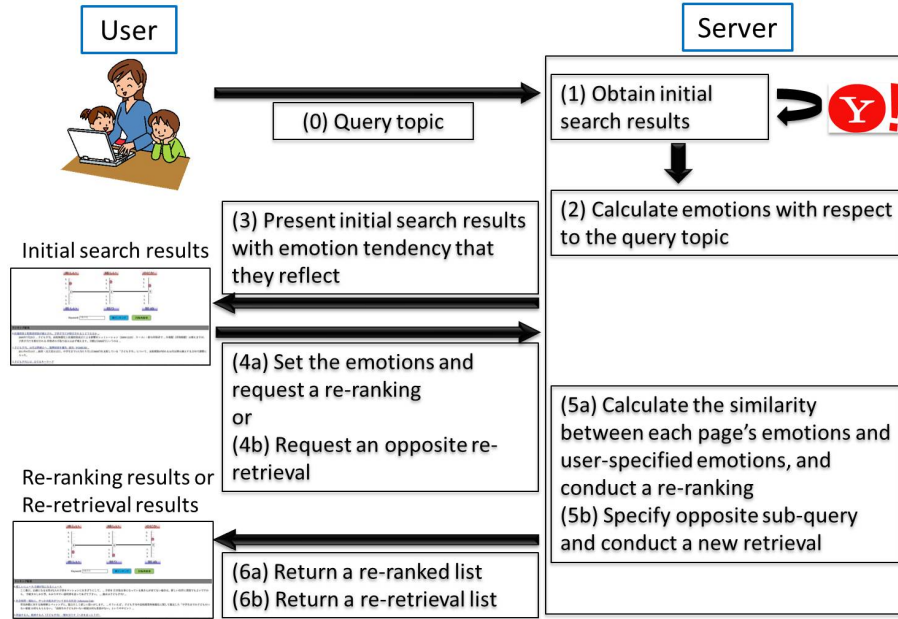 User
Server
(0) Query topic
(1) Obtain initial
search results
Y!
(2) Calculate emotions with respect
to the query topic
(3) Present initial search results
with emotion tendency that
they reflect
Initial search results
(4a) Set the emotions and
request a re-ranking
or
(4b) Request an opposite re-
retrieval
(5a) Calculate the similarity
between each page's emotions and
user-specified emotions, and
conduct a re-ranking
(5b) Specify opposite sub-query
and conduct a new retrieval
Re-ranking results or
Re-retrieval results
(6a) Return a re-ranked list
(6b) Return a re-retrieval list